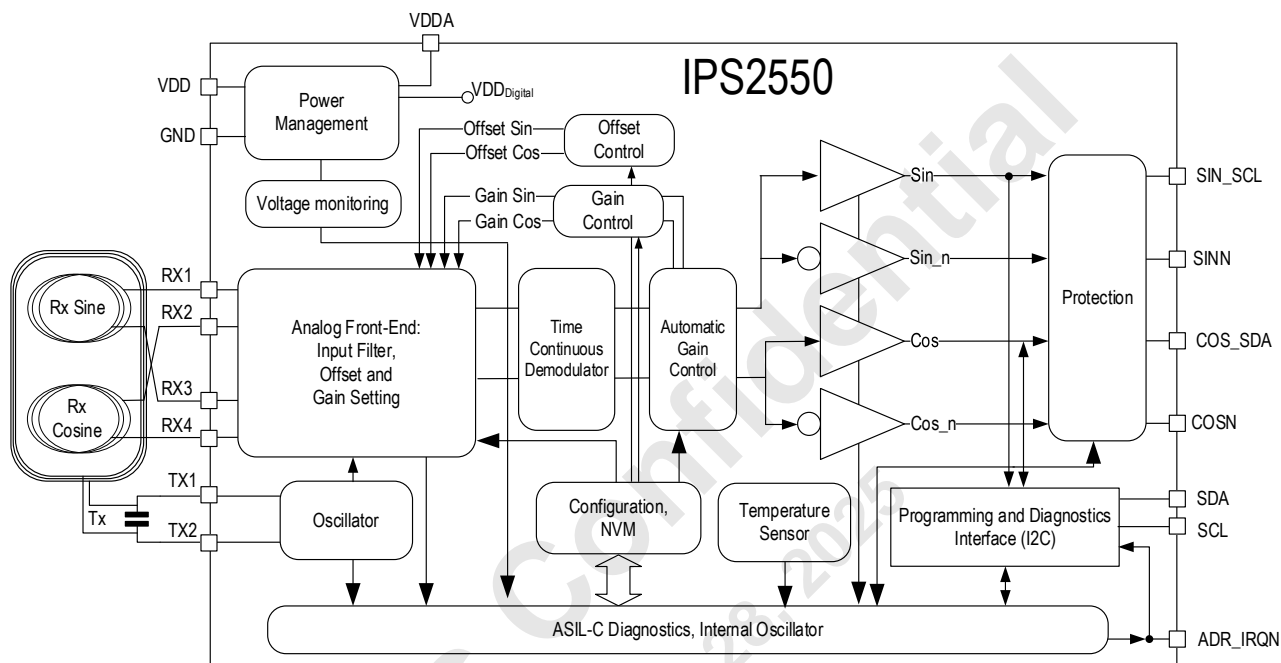 VDDA
IPS2550
VDD
GND
Power
Management
VDDDigital
Offset Sin
Offset Cos
Offset
Control
Voltage monitoring
Gain Sin
Gain Cos
Gain
Control
Sin
Sin_n
Cos
Cos_n
Protection
SIN_SCL
SINN
COS_SDA
COSN
Rx Sine
Rx
Cosine
RX1
RX2
RX3
RX4
Analog Front-End:
Input Filter,
Offset and
Gain Setting
Time
Continuous
Demodulator
Automatic
Gain
Control
TX1
Tx
TX2
Oscillator
Configuration,
NVM
Temperature
Sensor
Programming and Diagnostics
Interface (I2C)
SDA
SCL
ASIL-C Diagnostics, Internal Oscillator
ADR_IRQN
Confidential
28, 2025